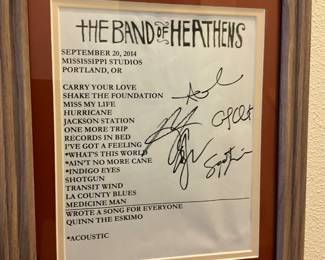 THE BAND OF HEATHENS
SEPTEMBER 20, 2014
MISSISSIPPI STUDIOS
PORTLAND, OR
CARRY YOUR LOVE
SHAKE THE FOUNDATION
MISS MY LIFE
HURRICANE
JACKSON STATION
ONE MORE TRIP
RECORDS IN BED
I'VE GOT A FEELING
*WHAT'S THIS WORLD
*AIN'T NO MORE CANE
*INDIGO EYES
SHOTGUN
TRANSIT WIND
LA COUNTY BLUES
MEDICINE MAN
WROTE A SONG FOR EVERYONE
QUINN THE ESKIMO
*ACOUSTIC